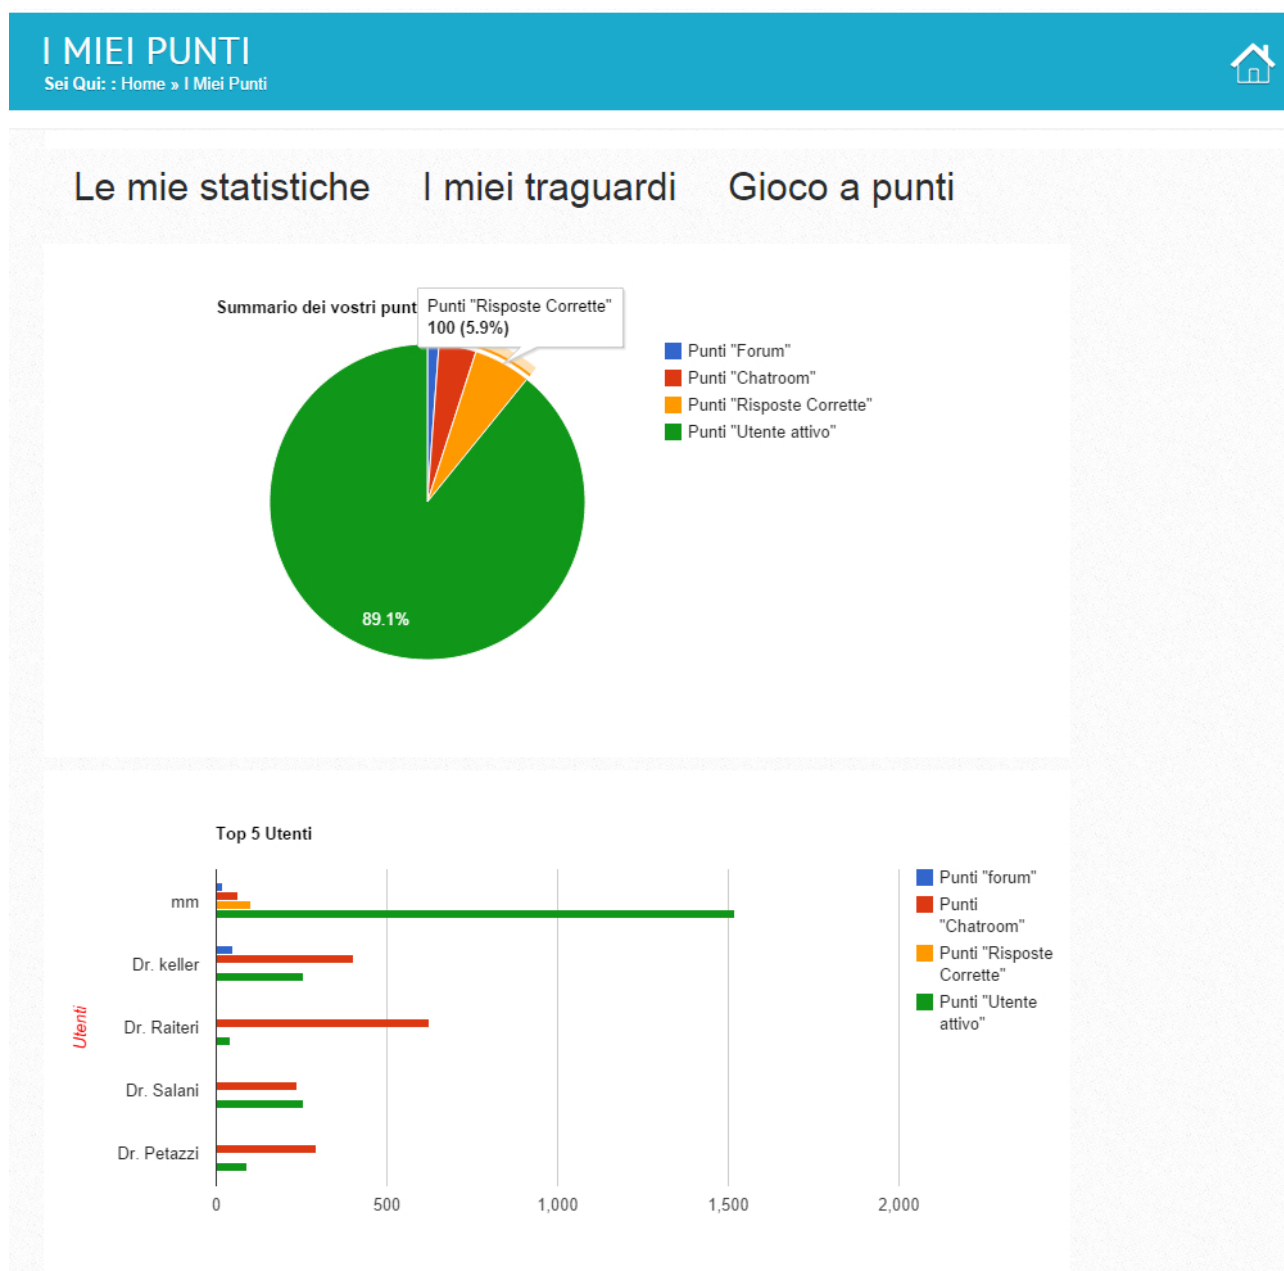 I MIEI PUNTI
Sei Qui: : Home » I Miei Punti
Le mie statistiche I miei traguardi Gioco a punti
Summario dei vostri punt
Punti "Risposte Corrette"
100 (5.9%)
Punti "Forum"
Punti "Chatroom"
Punti "Risposte Corrette"
Punti "Utente attivo"
89.1%
Top 5 Utenti
Utenti
mm
Dr. keller
Dr. Raiteri
Dr. Salani
Dr. Petazzi
0 500 1,000 1,500 2,000
Punti "forum"
Punti
"Chatroom"
Punti "Risposte
Corrette"
Punti "Utente
attivo"